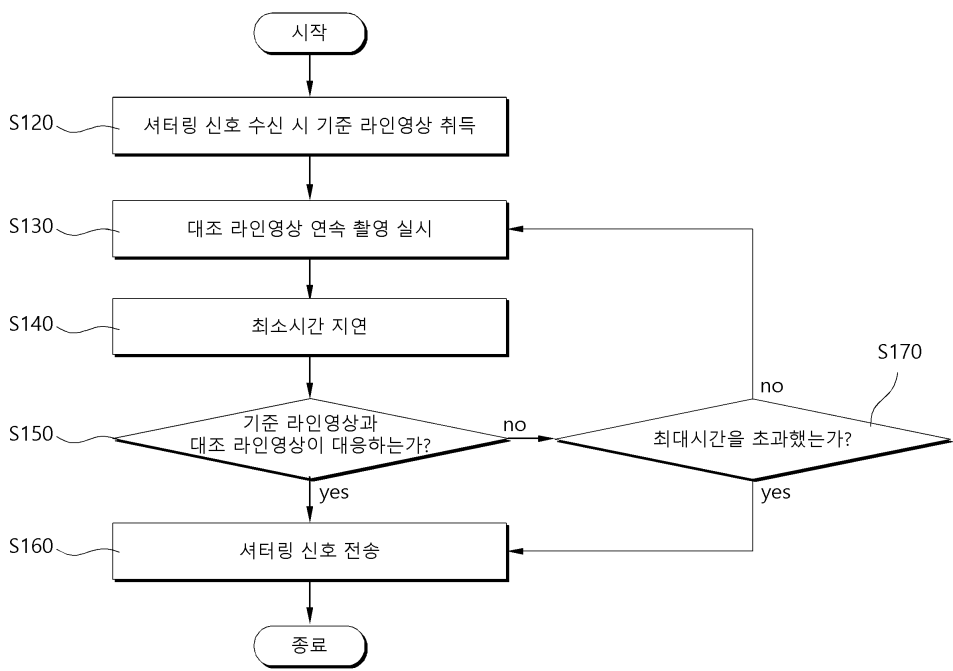 시작
S120
셔터링 신호 수신 시 기준 라인영상 취득
S130
대조 라인영상 연속 촬영 실시
S140
최소시간 지연
S150
기준 라인영상과
대조 라인영상이 대응하는가?
no
yes
S170
최대시간을 초과했는가?
no
yes
S160
셔터링 신호 전송
종료